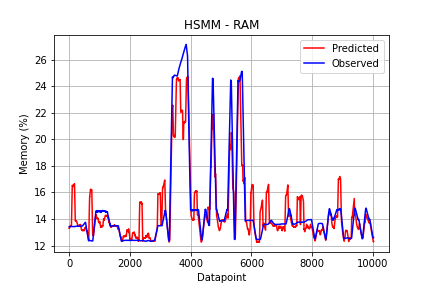 HSMM - RAM
Predicted
Observed
Memory (%)
26
24
22
20
18
16
14
12
0
2000
4000
6000
8000
10000
Datapoint